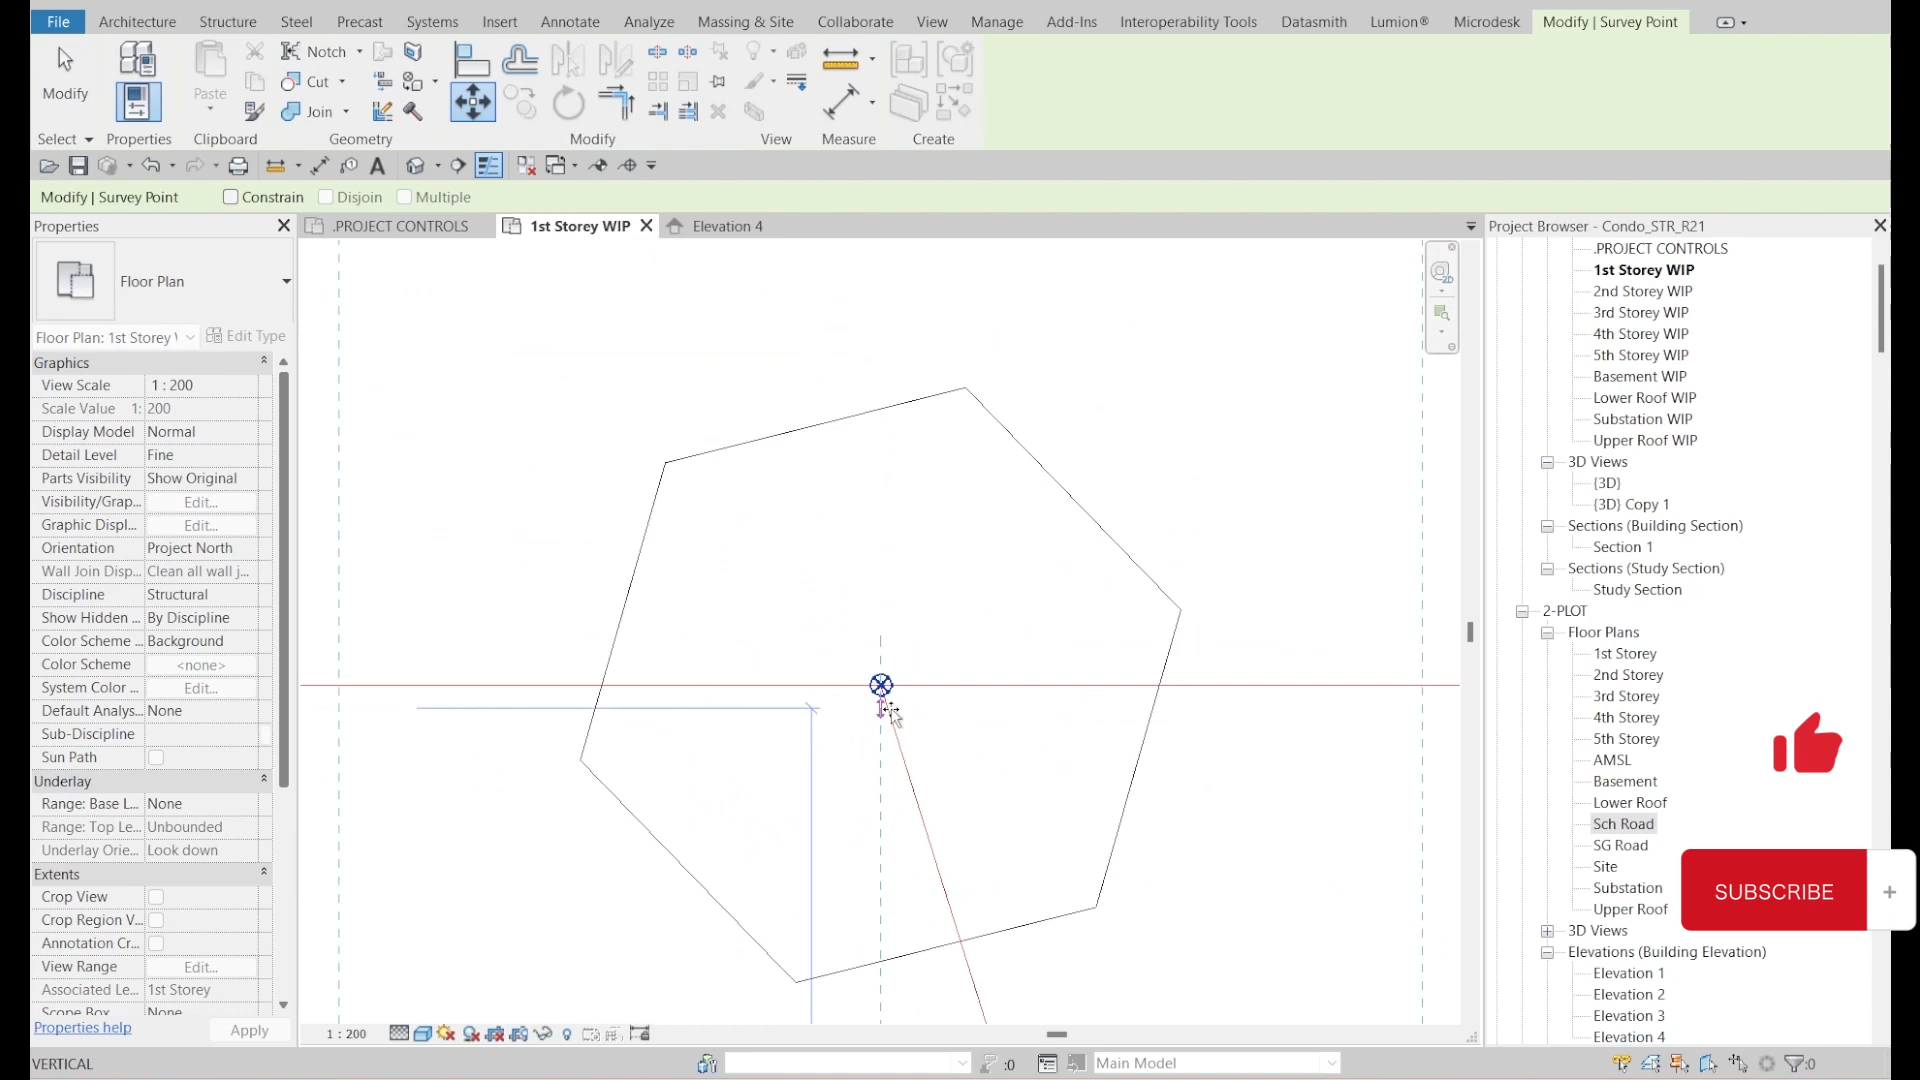 File Architecture Structure Steel Precast Systems Insert Annotate Analyze Massing & Site Collaborate View Manage Add-Ins Interoperability Tools Datasmith Lumion® Microdesk Modify | Survey Point
Modify Paste Notch Cut Join
Select Properties Clipboard Geometry Modify View Measure Create
Modify | Survey Point Constrain Disjoin Multiple
Properties .PROJECT CONTROLS 1st Storey WIP Elevation 4 Project Browser - Condo_STR_R21
Floor Plan
Floor Plan: 1st Storey Edit Type
Graphics
View Scale 1 : 200
Scale Value 1: 200
Display Model Normal
Detail Level Fine
Parts Visibility Show Original
Visibility/Grap... Edit...
Graphic Displ... Edit...
Orientation Project North
Wall Join Disp... Clean all wall j...
Discipline Structural
Show Hidden ... By Discipline
Color Scheme ... Background
Color Scheme <none>
System Color ... Edit...
Default Analys... None
Sub-Discipline
Sun Path
Underlay
Range: Base L... None
Range: Top Le... Unbounded
Underlay Orie... Look down
Extents
Crop View
Crop Region V...
Annotation Cr...
View Range Edit...
Associated Le... 1st Storey
Scope Box None
Properties help Apply
.PROJECT CONTROLS
1st Storey WIP
2nd Storey WIP
3rd Storey WIP
4th Storey WIP
5th Storey WIP
Basement WIP
Lower Roof WIP
Substation WIP
Upper Roof WIP
3D Views
{3D}
{3D} Copy 1
Sections (Building Section)
Section 1
Sections (Study Section)
Study Section
2-PLOT
Floor Plans
1st Storey
2nd Storey
3rd Storey
4th Storey
5th Storey
AMSL
Basement
Lower Roof
Sch Road
SG Road
Site
Substation
Upper Roof
3D Views
Elevations (Building Elevation)
Elevation 1
Elevation 2
Elevation 3
Elevation 4
SUBSCRIBE +
1 : 200
VERTICAL :0 Main Model :0